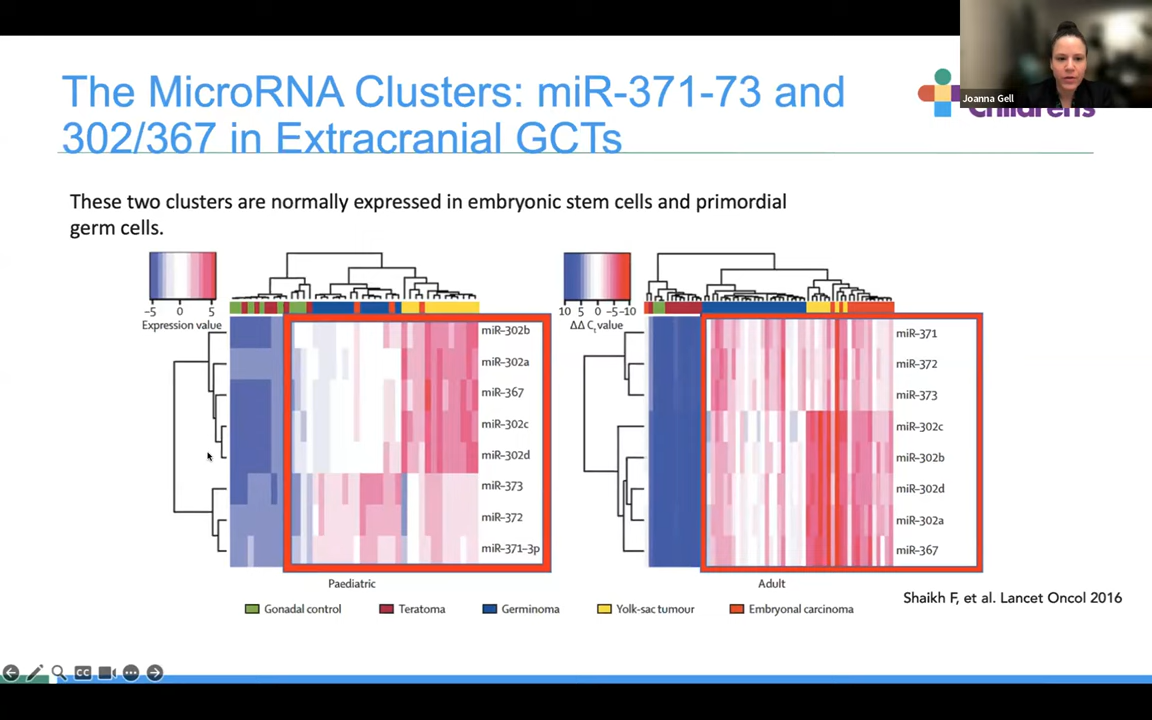 Joanna Gell
The MicroRNA Clusters: miR-371-73 and
302/367 in Extracranial GCTs
These two clusters are normally expressed in embryonic stem cells and primordial
germ cells.
-5 0 5
Expression value
miR-302b
miR-302a
miR-367
miR-302c
miR-302d
miR-373
miR-372
miR-371-3p
Paediatric
10 5 0 -5 -10
ΔΔ Ct value
miR-371
miR-372
miR-373
miR-302c
miR-302b
miR-302d
miR-302a
miR-367
Adult
Gonadal control Teratoma Germinoma Yolk-sac tumour Embryonal carcinoma
Shaikh F, et al. Lancet Oncol 2016
CC